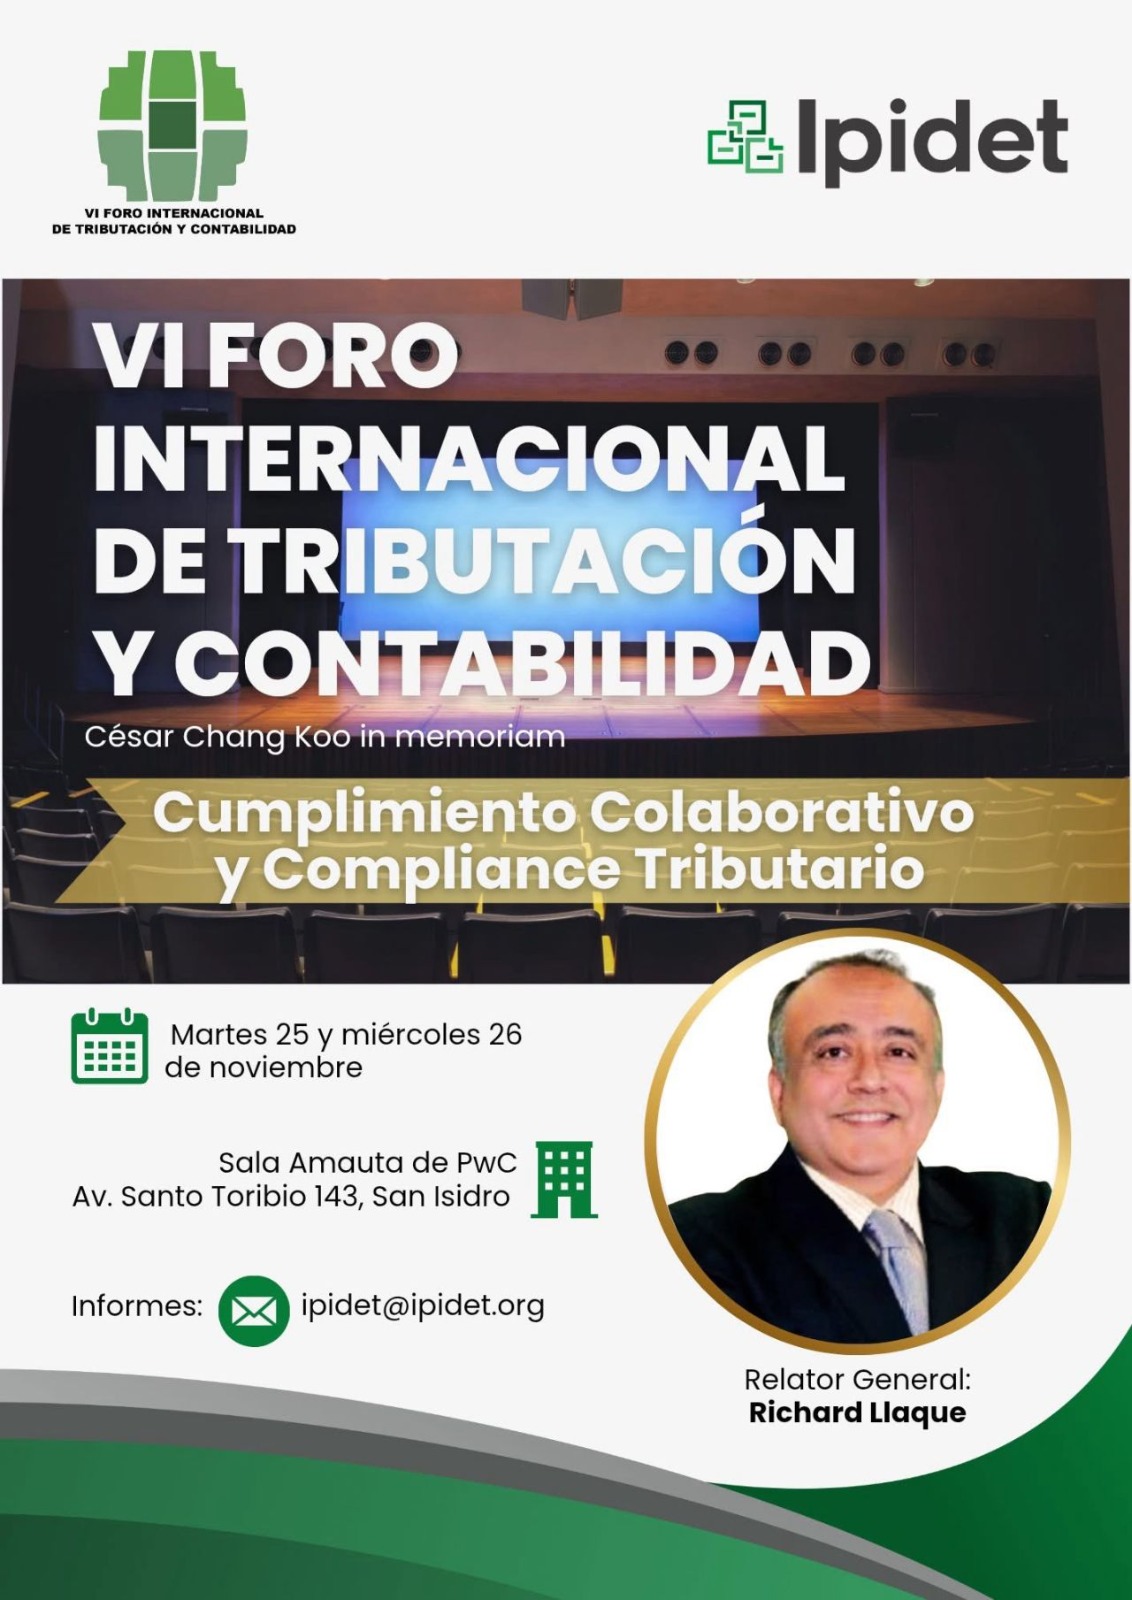 VI FORO INTERNACIONAL
DE TRIBUTACIÓN Y CONTABILIDAD
Ipidet
VI FORO
INTERNACIONAL
DE TRIBUTACIÓN
Y CONTABILIDAD
César Chang Koo in memoriam
Cumplimiento Colaborativo
y Compliance Tributario
Martes 25 y miércoles 26
de noviembre
Sala Amauta de PwC
Av. Santo Toribio 143, San Isidro
Informes: ipidet@ipidet.org
Relator General:
Richard Llaque